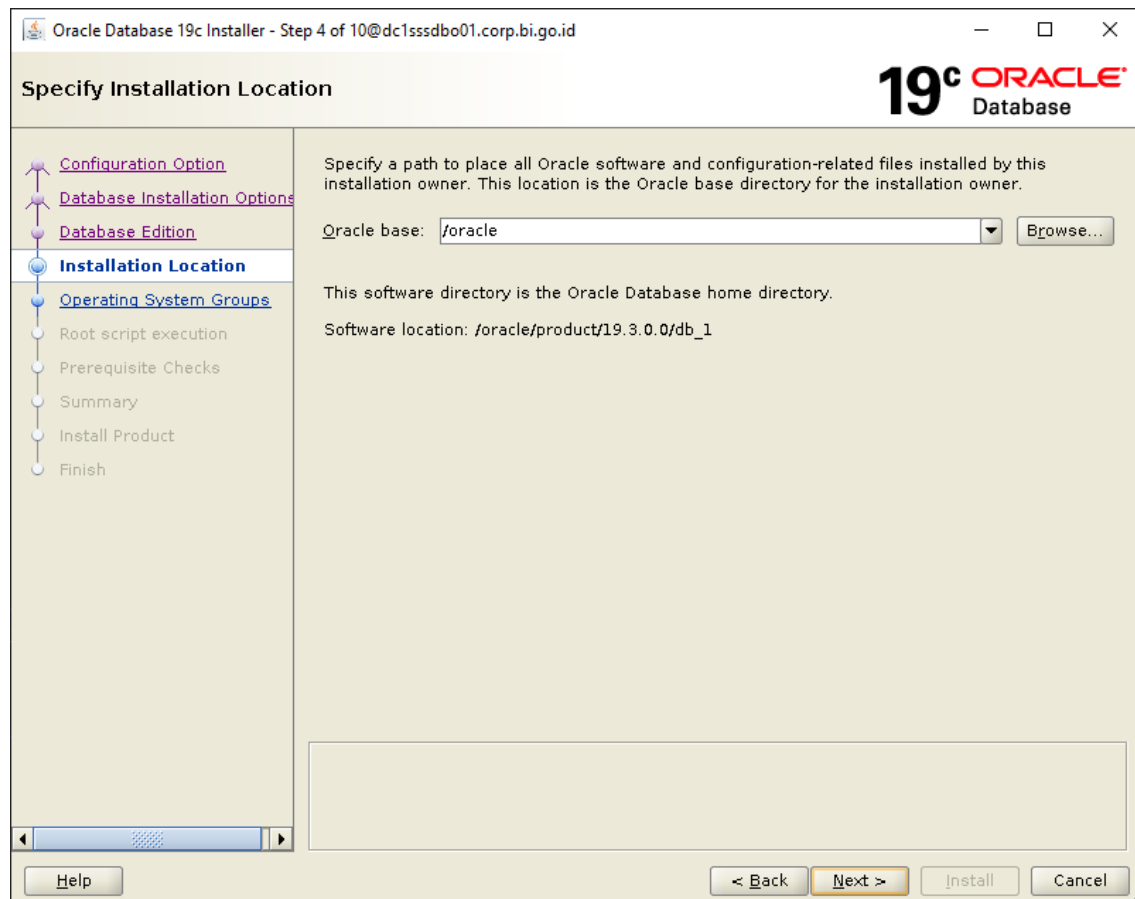 Oracle Database 19c Installer - Step 4 of 10@dc1sssdbo01.corp.bi.go.id
Specify Installation Location
19c ORACLE
Database
Configuration Option
Database Installation Options
Database Edition
Installation Location
Operating System Groups
Root script execution
Prerequisite Checks
Summary
Install Product
Finish
Specify a path to place all Oracle software and configuration-related files installed by this
installation owner. This location is the Oracle base directory for the installation owner.
Oracle base: /oracle Browse...
This software directory is the Oracle Database home directory.
Software location: /oracle/product/19.3.0.0/db_1
Help < Back Next > Install Cancel